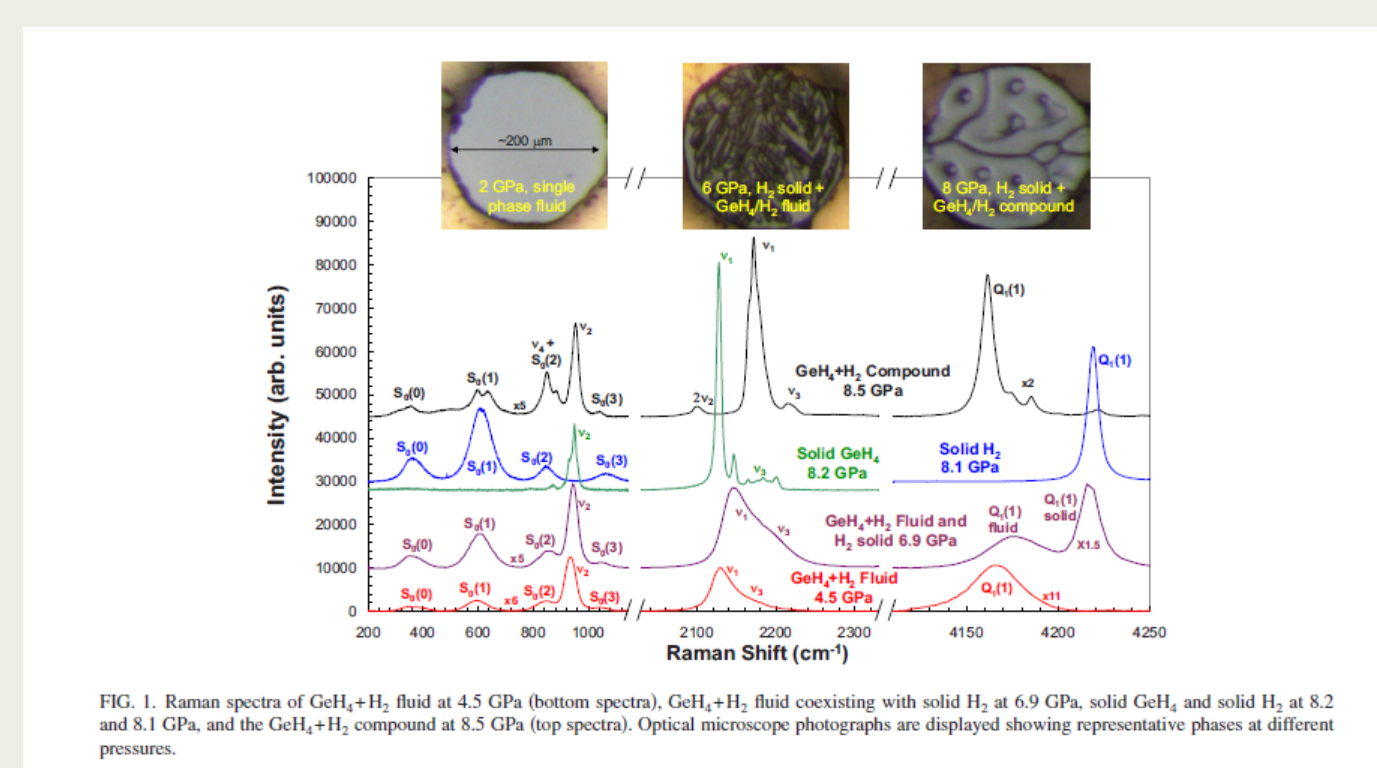 ~200 μm
2 GPa, single
phase fluid
6 GPa, H₂ solid +
GeH₄/H₂ fluid
8 GPa, H₂ solid +
GeH₄/H₂ compound
Intensity (arb. units)
100000
90000
80000
70000
60000
50000
40000
30000
20000
10000
0
S₀(0)
S₀(1)
x5
ν₄ +
S₀(2)
ν₂
S₀(3)
2ν₂
ν₁
ν₃
GeH₄+H₂ Compound
8.5 GPa
Q₁(1)
x2
S₀(0)
S₀(1)
S₀(2)
S₀(3)
Solid H₂
8.1 GPa
Q₁(1)
ν₂
ν₁
ν₃
Solid GeH₄
8.2 GPa
S₀(0)
S₀(1)
x5
S₀(2)
ν₂
S₀(3)
ν₁
ν₃
GeH₄+H₂ Fluid and
H₂ solid 6.9 GPa
Q₁(1)
fluid
Q₁(1)
solid
X1.5
S₀(0)
S₀(1)
x6
S₀(2)
ν₂
S₀(3)
ν₁
ν₃
GeH₄+H₂ Fluid
4.5 GPa
Q₁(1)
x11
200 400 600 800 1000 2100 2200 2300 4150 4200 4250
Raman Shift (cm⁻¹)
FIG. 1. Raman spectra of GeH₄+H₂ fluid at 4.5 GPa (bottom spectra), GeH₄+H₂ fluid coexisting with solid H₂ at 6.9 GPa, solid GeH₄ and solid H₂ at 8.2
and 8.1 GPa, and the GeH₄+H₂ compound at 8.5 GPa (top spectra). Optical microscope photographs are displayed showing representative phases at different
pressures.